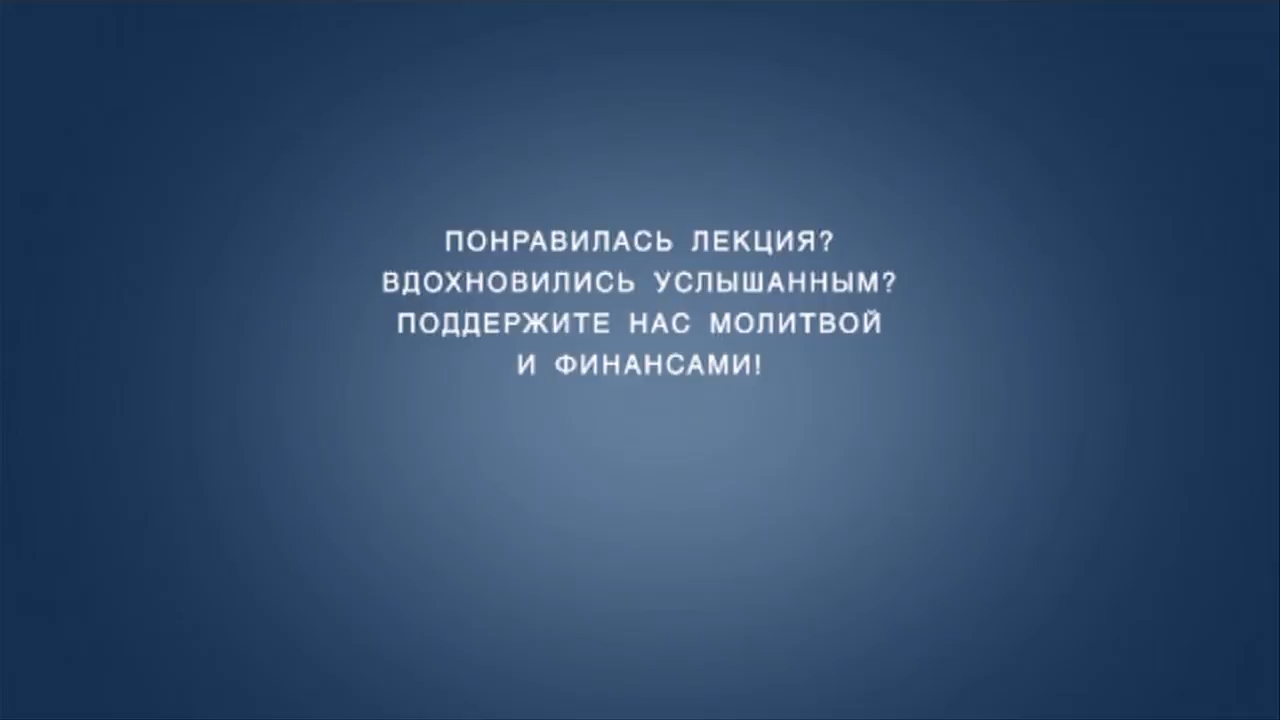 ПОНРАВИЛАСЬ ЛЕКЦИЯ?
ВДОХНОВИЛИСЬ УСЛЫШАННЫМ?
ПОДДЕРЖИТЕ НАС МОЛИТВОЙ
И ФИНАНСАМИ!